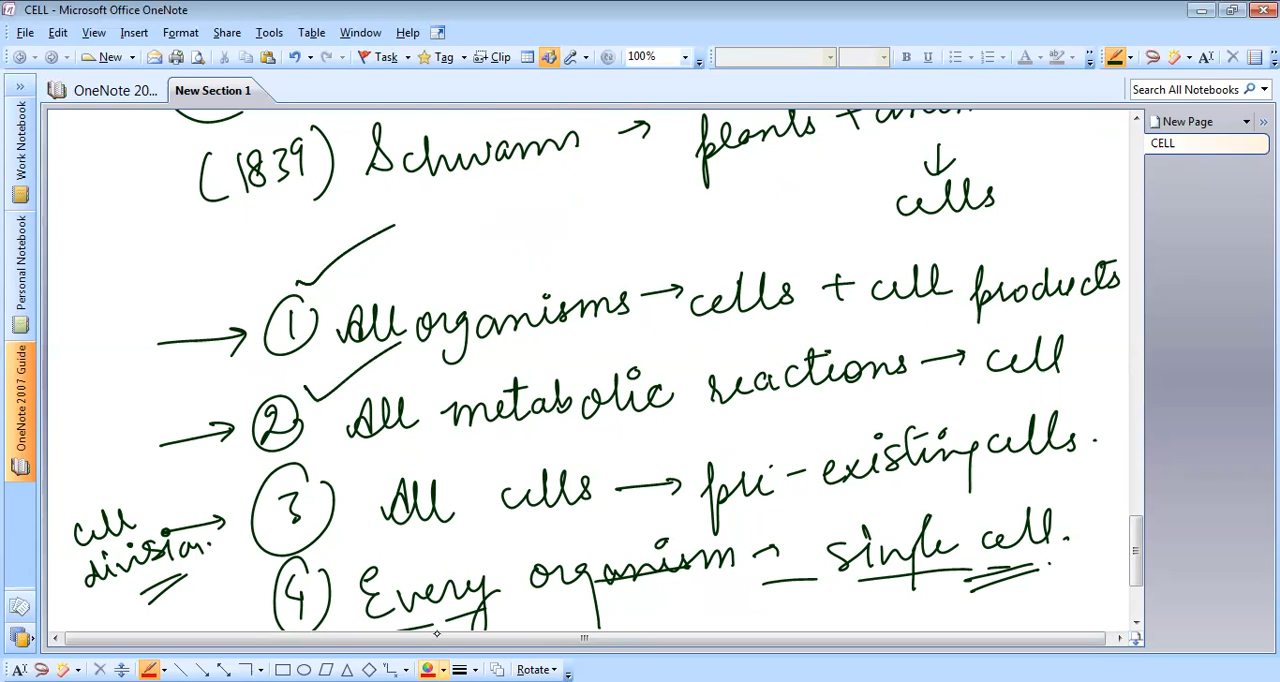 CELL - Microsoft Office OneNote
File Edit View Insert Format Share Tools Table Window Help
New Task Tag Clip 100% B I U A
OneNote 20... New Section 1 Search All Notebooks
New Page
CELL
Work Notebook
Personal Notebook
OneNote 2007 Guide
(1839) Schwann → plants +
↓
cells
→ ① All organisms → cells + cell products
→ ② All metabolic reactions → cell
③ All cells → pre-existing cells.
cell division. →
④ Every organism → single cell.
Rotate